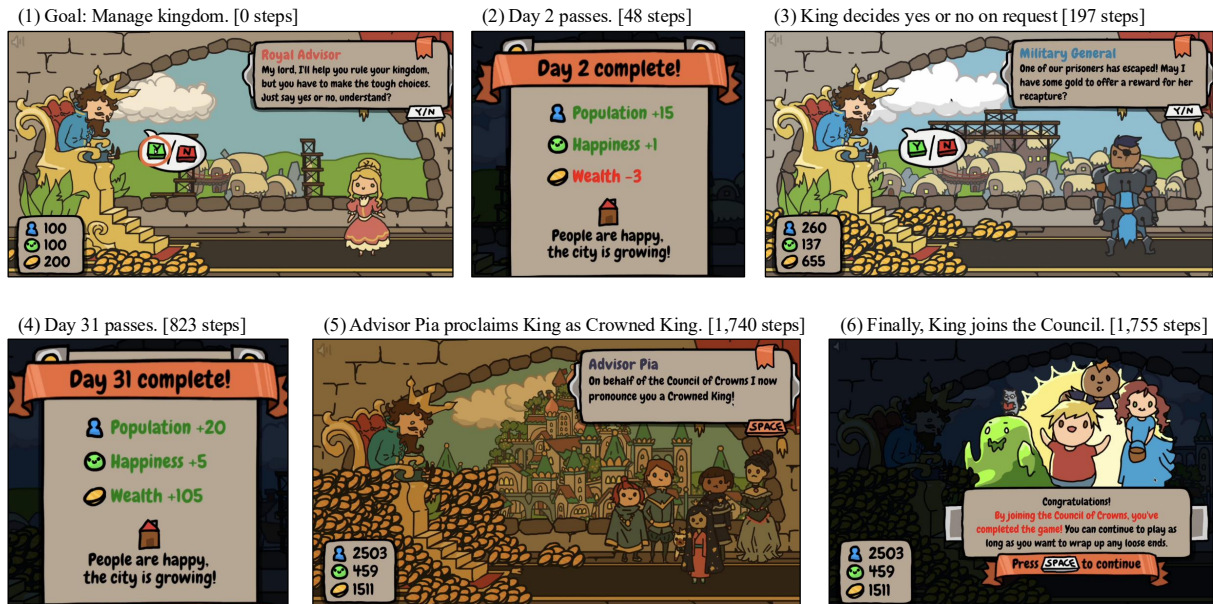 (1) Goal: Manage kingdom. [0 steps]
Royal Advisor
My lord, I'll help you rule your kingdom,
but you have to make the tough choices.
Just say yes or no, understand?
Y/N
Y/N
100
100
200
(2) Day 2 passes. [48 steps]
Day 2 complete!
Population +15
Happiness +1
Wealth -3
People are happy,
the city is growing!
(3) King decides yes or no on request [197 steps]
Military General
One of our prisoners has escaped! May I
have some gold to offer a reward for her
recapture?
Y/N
Y/N
260
137
655
(4) Day 31 passes. [823 steps]
Day 31 complete!
Population +20
Happiness +5
Wealth +105
People are happy,
the city is growing!
(5) Advisor Pia proclaims King as Crowned King. [1,740 steps]
Advisor Pia
On behalf of the Council of Crowns I now
pronounce you a Crowned King!
SPACE
2503
459
1511
(6) Finally, King joins the Council. [1,755 steps]
Congratulations!
By joining the Council of Crowns, you've
completed the game! You can continue to play as
long as you want to wrap up any loose ends.
Press SPACE to continue
2503
459
1511